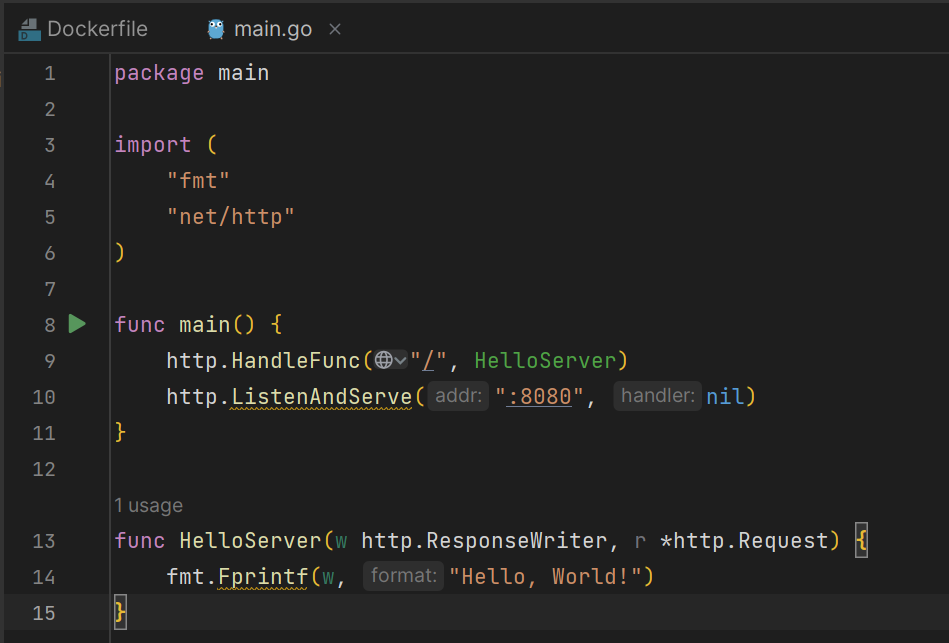 Dockerfile main.go
1 package main
2
3 import (
4 "fmt"
5 "net/http"
6 )
7
8 func main() {
9 http.HandleFunc("/", HelloServer)
10 http.ListenAndServe( addr: ":8080", handler: nil)
11 }
12
1 usage
13 func HelloServer(w http.ResponseWriter, r *http.Request) {
14 fmt.Fprintf(w, format: "Hello, World!")
15 }